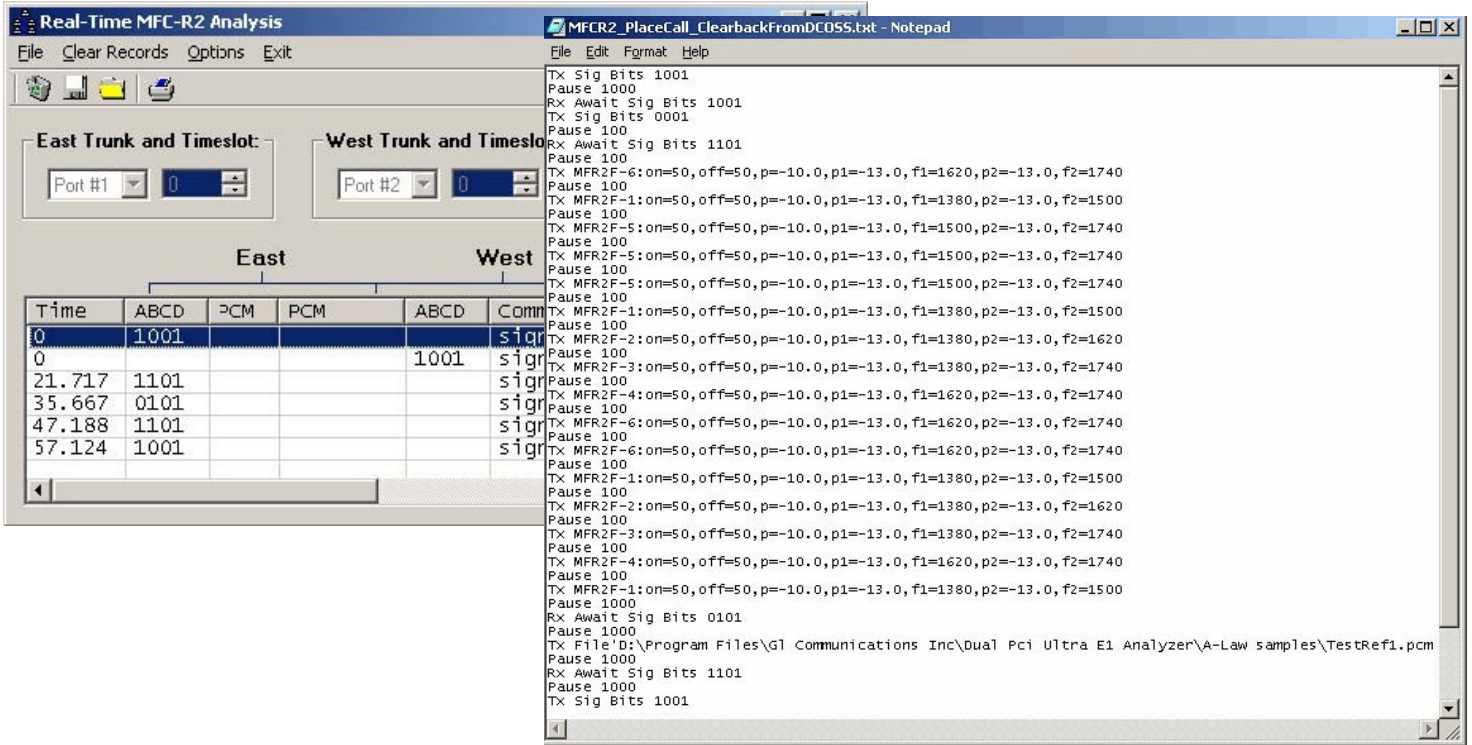 Real-Time MFC-R2 Analysis
File Clear Records Options Exit
East Trunk and Timeslot:
Port #1 0
West Trunk and Timeslo
Port #2 0
East West
Time ABCD PCM PCM ABCD Comm
0 1001 sign
0 1001 sign
21.717 1101 sign
35.667 0101 sign
47.188 1101 sign
57.124 1001 sign
MFCR2_PlaceCall_ClearbackFromDCOSS.txt - Notepad
File Edit Format Help
Tx Sig Bits 1001
Pause 1000
Rx Await Sig Bits 1001
Tx Sig Bits 0001
Pause 100
Rx Await Sig Bits 1101
Pause 100
Tx MFR2F-6:on=50,off=50,p=-10.0,p1=-13.0,f1=1620,p2=-13.0,f2=1740
Pause 100
Tx MFR2F-1:on=50,off=50,p=-10.0,p1=-13.0,f1=1380,p2=-13.0,f2=1500
Pause 100
Tx MFR2F-5:on=50,off=50,p=-10.0,p1=-13.0,f1=1500,p2=-13.0,f2=1740
Pause 100
Tx MFR2F-5:on=50,off=50,p=-10.0,p1=-13.0,f1=1500,p2=-13.0,f2=1740
Pause 100
Tx MFR2F-5:on=50,off=50,p=-10.0,p1=-13.0,f1=1500,p2=-13.0,f2=1740
Pause 100
Tx MFR2F-1:on=50,off=50,p=-10.0,p1=-13.0,f1=1380,p2=-13.0,f2=1500
Pause 100
Tx MFR2F-2:on=50,off=50,p=-10.0,p1=-13.0,f1=1380,p2=-13.0,f2=1620
Pause 100
Tx MFR2F-3:on=50,off=50,p=-10.0,p1=-13.0,f1=1380,p2=-13.0,f2=1740
Pause 100
Tx MFR2F-4:on=50,off=50,p=-10.0,p1=-13.0,f1=1620,p2=-13.0,f2=1740
Pause 100
Tx MFR2F-6:on=50,off=50,p=-10.0,p1=-13.0,f1=1620,p2=-13.0,f2=1740
Pause 100
Tx MFR2F-6:on=50,off=50,p=-10.0,p1=-13.0,f1=1620,p2=-13.0,f2=1740
Pause 100
Tx MFR2F-1:on=50,off=50,p=-10.0,p1=-13.0,f1=1380,p2=-13.0,f2=1500
Pause 100
Tx MFR2F-2:on=50,off=50,p=-10.0,p1=-13.0,f1=1380,p2=-13.0,f2=1620
Pause 100
Tx MFR2F-3:on=50,off=50,p=-10.0,p1=-13.0,f1=1380,p2=-13.0,f2=1740
Pause 100
Tx MFR2F-4:on=50,off=50,p=-10.0,p1=-13.0,f1=1620,p2=-13.0,f2=1740
Pause 100
Tx MFR2F-1:on=50,off=50,p=-10.0,p1=-13.0,f1=1380,p2=-13.0,f2=1500
Pause 1000
Rx Await Sig Bits 0101
Pause 1000
Tx File'D:\Program Files\Gl Communications Inc\Dual Pci Ultra E1 Analyzer\A-Law samples\TestRef1.pcm
Pause 1000
Rx Await Sig Bits 1101
Pause 1000
Tx Sig Bits 1001